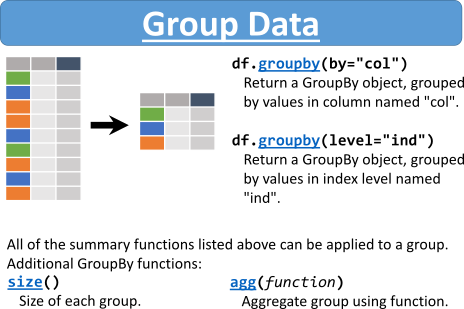 Group Data
df.groupby(by="col")
Return a GroupBy object, grouped
by values in column named "col".
df.groupby(level="ind")
Return a GroupBy object, grouped
by values in index level named
"ind".
All of the summary functions listed above can be applied to a group.
Additional GroupBy functions:
size()
Size of each group.
agg(function)
Aggregate group using function.